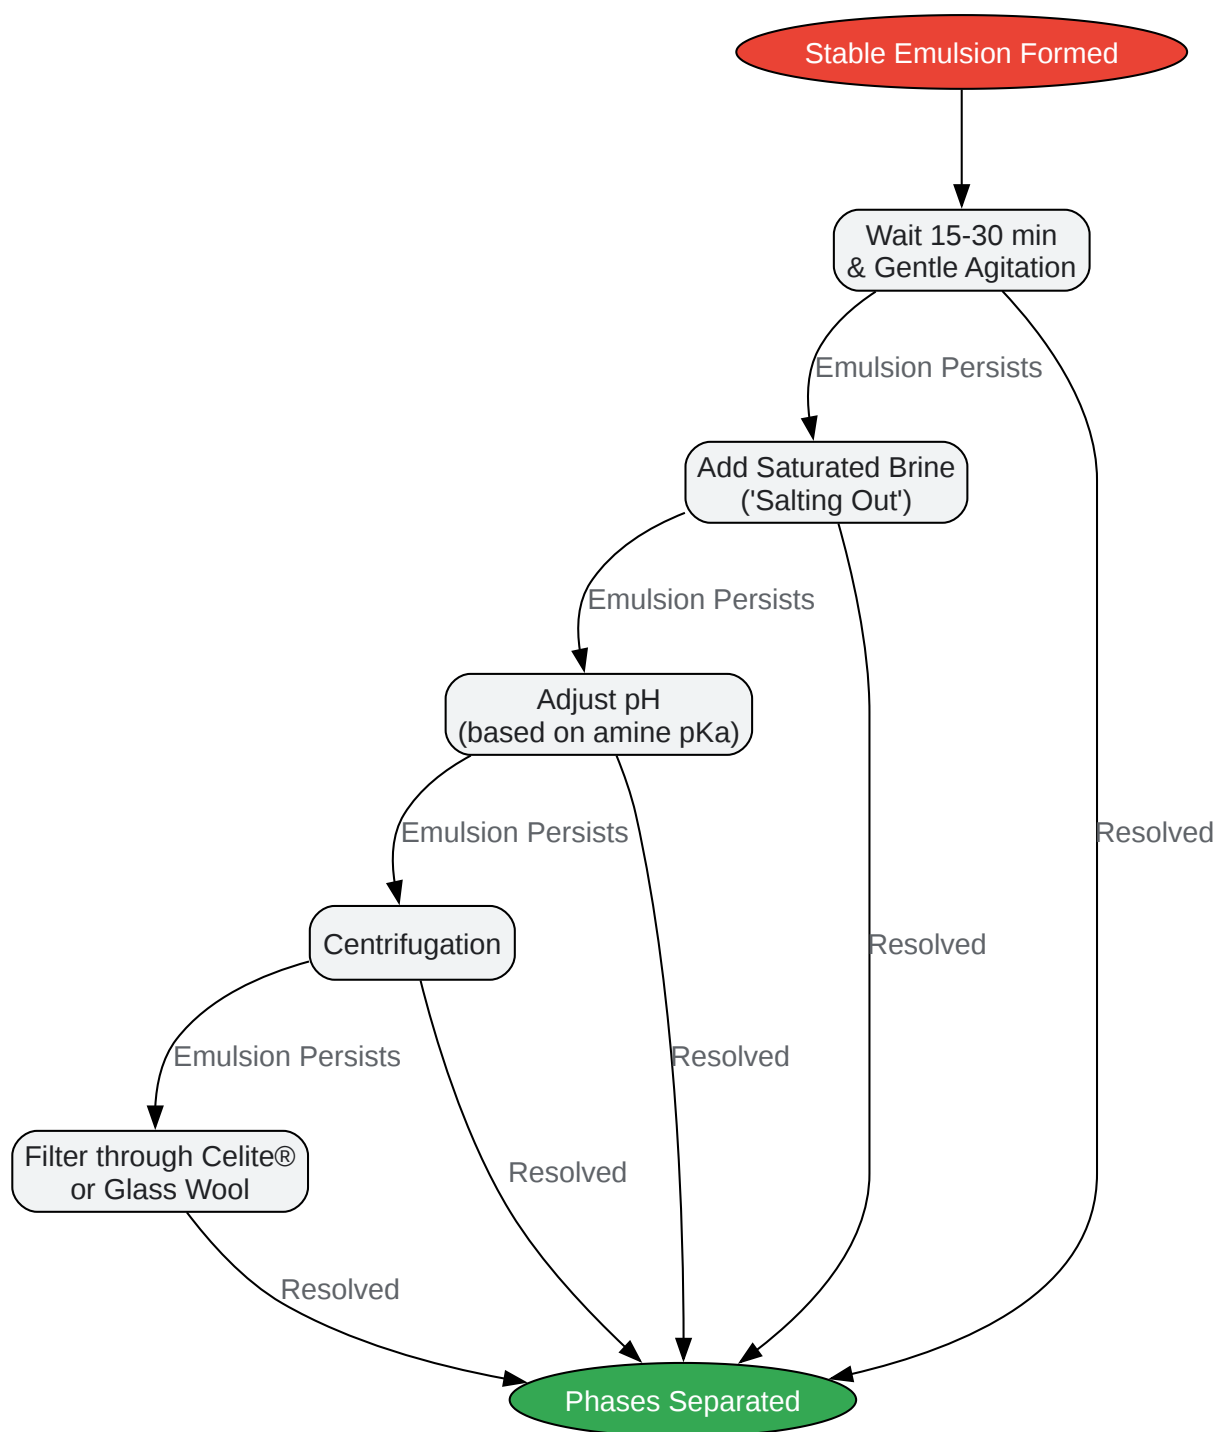 Stable Emulsion Formed
Wait 15-30 min
& Gentle Agitation
Emulsion Persists
Add Saturated Brine
('Salting Out')
Emulsion Persists
Adjust pH
(based on amine pKa)
Emulsion Persists
Resolved
Centrifugation
Resolved
Emulsion Persists
Resolved
Filter through Celite®
or Glass Wool
Resolved
Resolved
Phases Separated